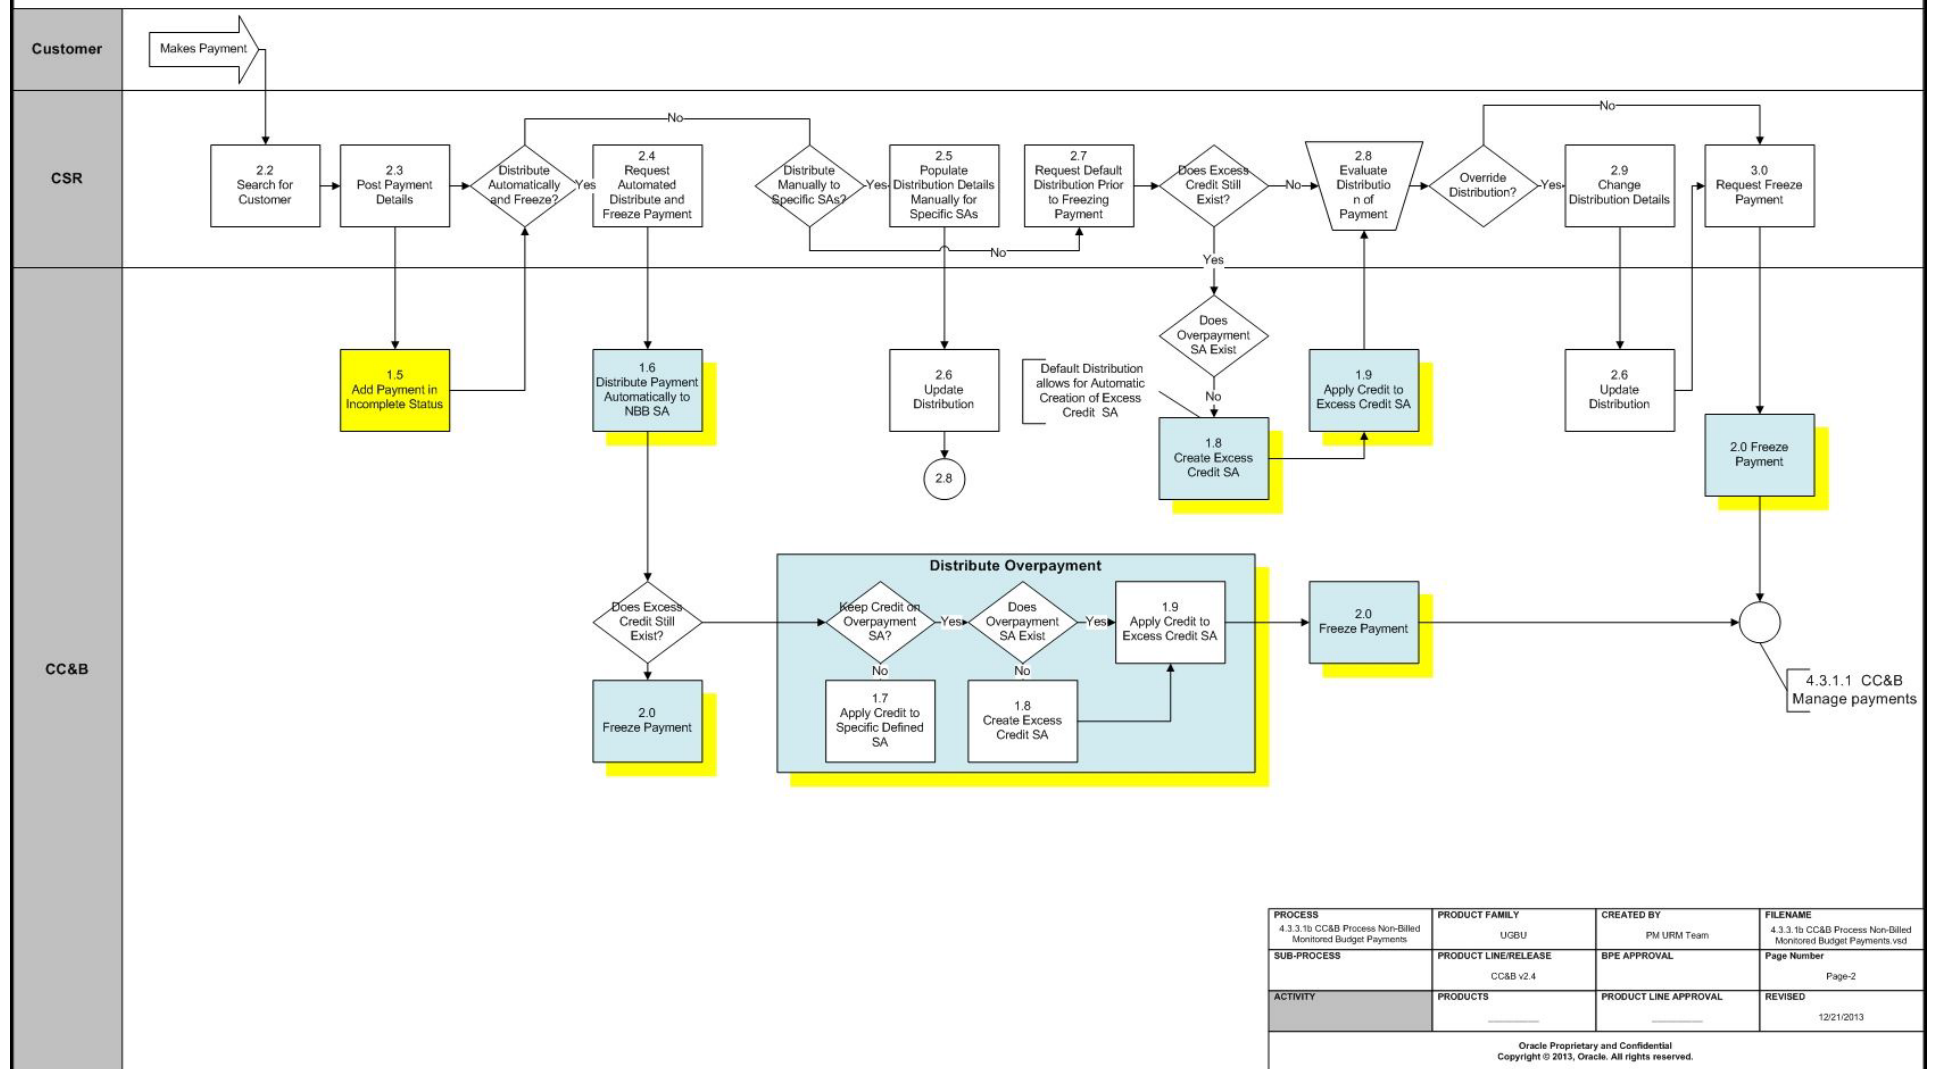 Customer
Makes Payment
CSR
No
No
2.2
Search for
Customer
2.3
Post Payment
Details
Distribute
Automatically
and Freeze?
Yes
2.4
Request
Automated
Distribute and
Freeze Payment
Distribute
Manually to
Specific SAs?
Yes
2.5
Populate
Distribution Details
Manually for
Specific SAs
2.7
Request Default
Distribution Prior
to Freezing
Payment
Does Excess
Credit Still
Exist?
No
2.8
Evaluate
Distributio
n of
Payment
Override
Distribution?
Yes
2.9
Change
Distribution Details
3.0
Request Freeze
Payment
No
Yes
CC&B
1.5
Add Payment in
Incomplete Status
1.6
Distribute Payment
Automatically to
NBB SA
2.6
Update
Distribution
2.8
Default Distribution
allows for Automatic
Creation of Excess
Credit SA
Does
Overpayment
SA Exist
No
1.8
Create Excess
Credit SA
1.9
Apply Credit to
Excess Credit SA
2.6
Update
Distribution
2.0 Freeze
Payment
Does Excess
Credit Still
Exist?
2.0
Freeze Payment
Distribute Overpayment
Keep Credit on
Overpayment
SA?
Yes
Does
Overpayment
SA Exist
Yes
1.9
Apply Credit to
Excess Credit SA
No
No
1.7
Apply Credit to
Specific Defined
SA
1.8
Create Excess
Credit SA
2.0
Freeze Payment
4.3.1.1 CC&B
Manage payments
PROCESS
4.3.3.1b CC&B Process Non-Billed
Monitored Budget Payments
PRODUCT FAMILY
UGBU
CREATED BY
PM URM Team
FILENAME
4.3.3.1b CC&B Process Non-Billed
Monitored Budget Payments.vsd
SUB-PROCESS
PRODUCT LINE/RELEASE
CC&B v2.4
BPE APPROVAL
Page Number
Page-2
ACTIVITY
PRODUCTS
PRODUCT LINE APPROVAL
REVISED
12/21/2013
Oracle Proprietary and Confidential
Copyright © 2013, Oracle. All rights reserved.